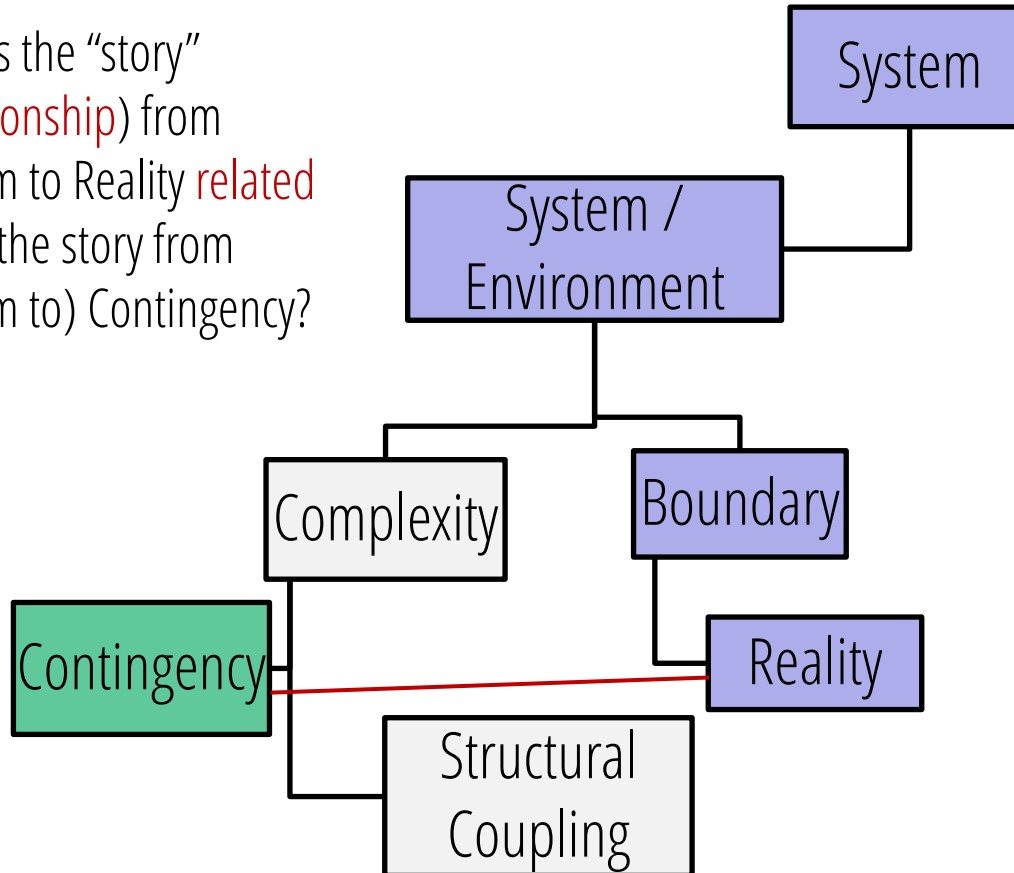 s the “story”
onship) from
m to Reality related
the story from
m to) Contingency?
System
System /
Environment
Complexity
Boundary
Contingency
Reality
Structural
Coupling